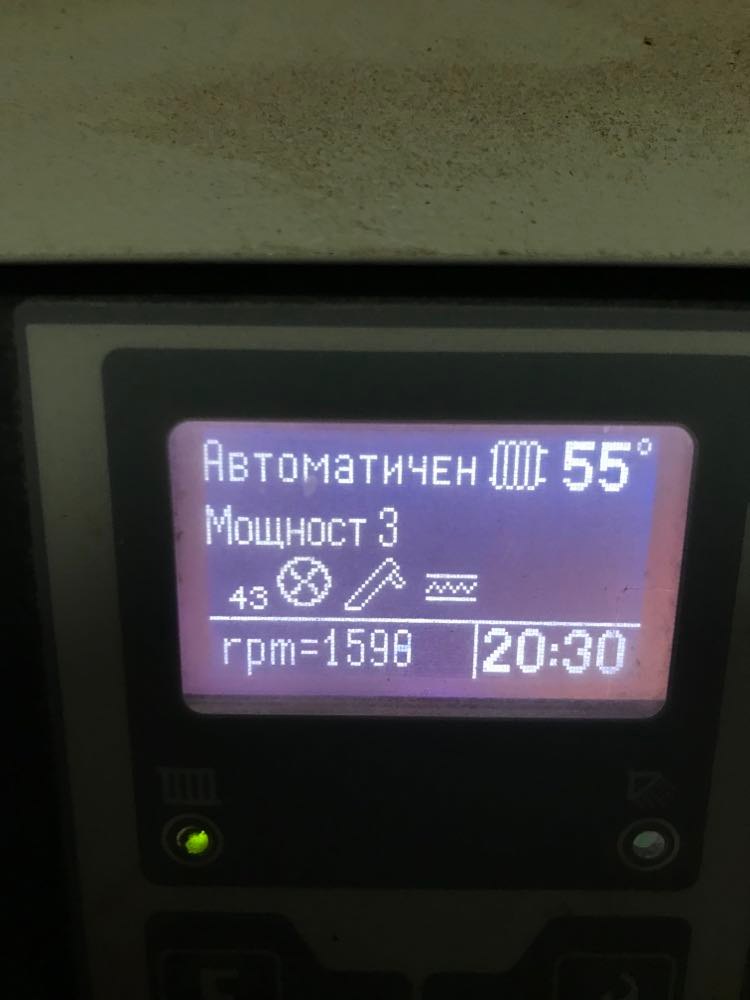 Автоматичен 55°
Мощност 3
43
rpm=1598 20:30